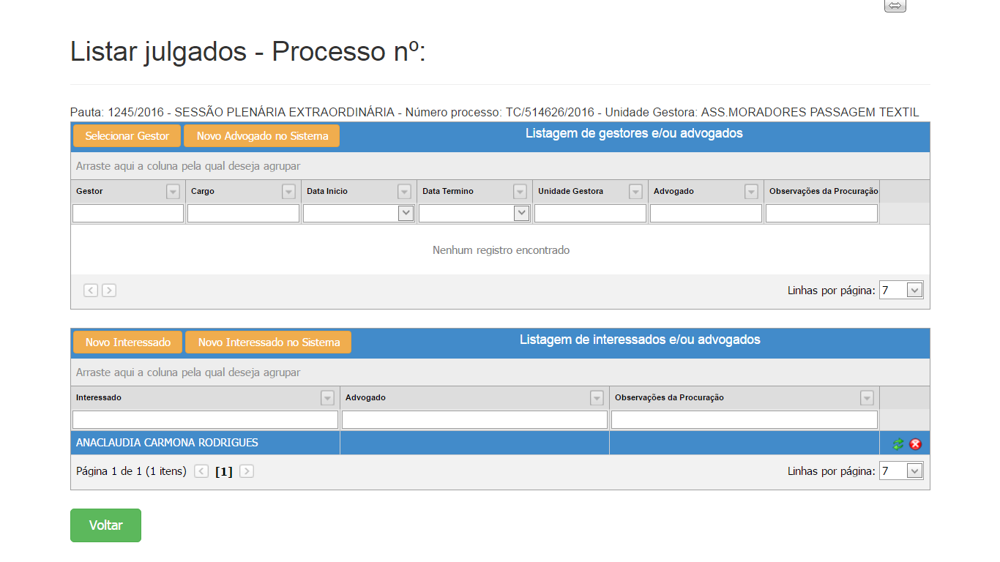 Listar julgados - Processo nº:
Pauta: 1245/2016 - SESSÃO PLENÁRIA EXTRAORDINÁRIA - Número processo: TC/514626/2016 - Unidade Gestora: ASS.MORADORES PASSAGEM TEXTIL
Selecionar Gestor Novo Advogado no Sistema Listagem de gestores e/ou advogados
Arraste aqui a coluna pela qual deseja agrupar
Gestor Cargo Data Inicio Data Termino Unidade Gestora Advogado Observações da Procuração
Nenhum registro encontrado
Linhas por página: 7
Novo Interessado Novo Interessado no Sistema Listagem de interessados e/ou advogados
Arraste aqui a coluna pela qual deseja agrupar
Interessado Advogado Observações da Procuração
ANACLAUDIA CARMONA RODRIGUES
Página 1 de 1 (1 itens) [1] Linhas por página: 7
Voltar